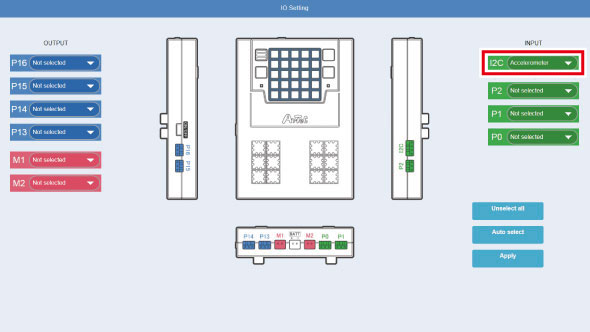 IO Setting
OUTPUT
INPUT
P16 Not selected
P15 Not selected
P14 Not selected
P13 Not selected
M1 Not selected
M2 Not selected
I2C Accelerometer
P2 Not selected
P1 Not selected
P0 Not selected
P16
P15
I2C
P2
P14 P13 M1 BATT M2 P0 P1
Unselect all
Auto select
Apply